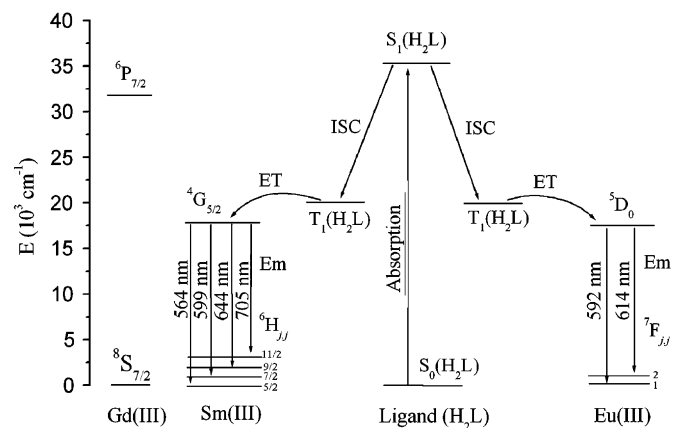 S₁(H₂L)
40
35
30
25
20
15
10
5
0
E (10³ cm⁻¹)
⁶P₇/₂
⁸S₇/₂
Gd(III)
⁴G₅/₂
ET
ISC
ISC
ET
T₁(H₂L)
T₁(H₂L)
⁵D₀
564 nm
599 nm
644 nm
705 nm
Em
⁶Hj,j
11/2
9/2
7/2
5/2
Sm(III)
Absorption
S₀(H₂L)
Ligand (H₂L)
592 nm
614 nm
Em
⁷Fj,j
2
1
Eu(III)